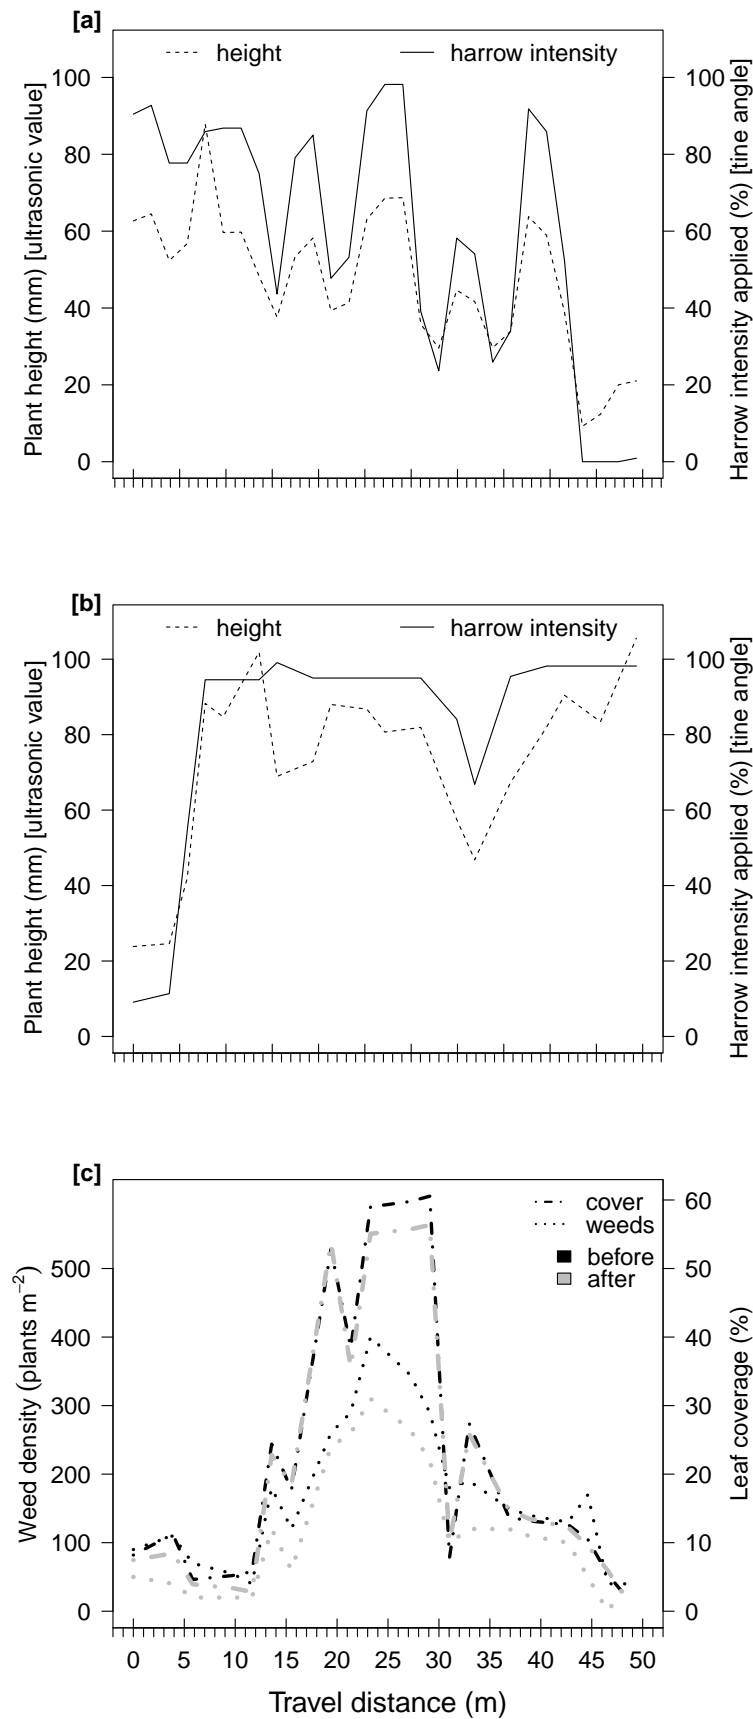 [a]
height harrow intensity
Plant height (mm) [ultrasonic value]
0 20 40 60 80 100
Harrow intensity applied (%) [tine angle]
0 20 40 60 80 100
[b]
height harrow intensity
Plant height (mm) [ultrasonic value]
0 20 40 60 80 100
Harrow intensity applied (%) [tine angle]
0 20 40 60 80 100
[c]
cover
weeds
before
after
Weed density (plants m−2)
0 100 200 300 400 500
Leaf coverage (%)
0 10 20 30 40 50 60
0 5 10 15 20 25 30 35 40 45 50
Travel distance (m)